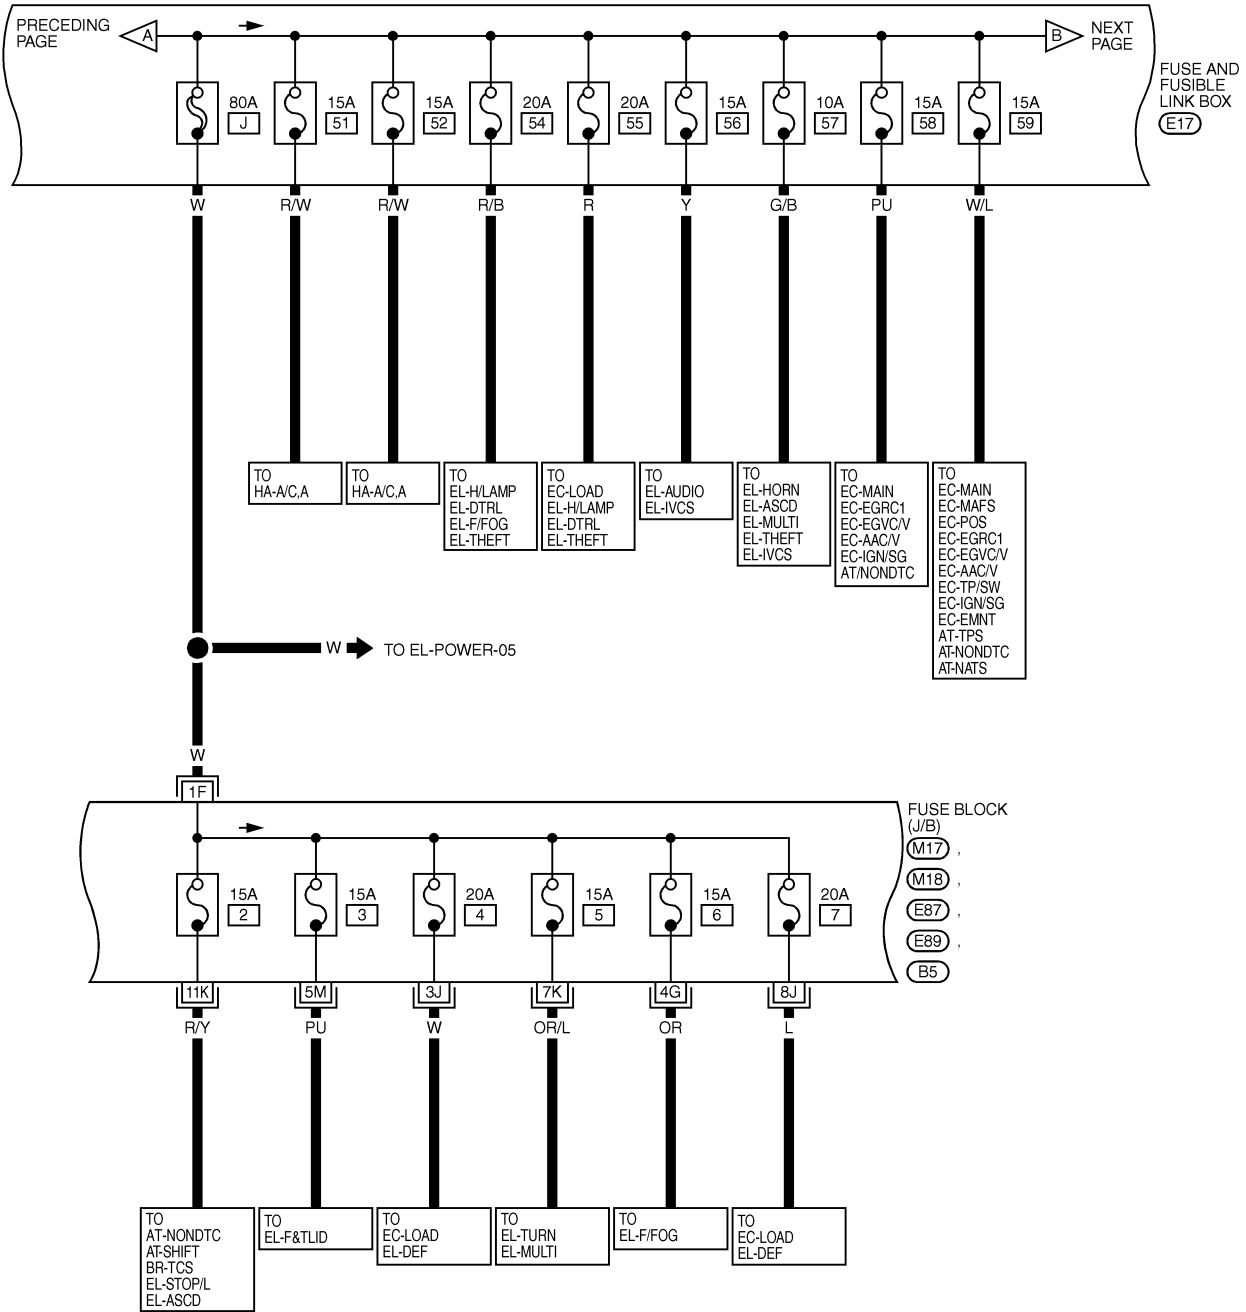 PRECEDING
PAGE
A
B
NEXT
PAGE
FUSE AND
FUSIBLE
LINK BOX
E17
80A
J
15A
51
15A
52
20A
54
20A
55
15A
56
10A
57
15A
58
15A
59
W
R/W
R/W
R/B
R
Y
G/B
PU
W/L
TO
HA-A/C,A
TO
HA-A/C,A
TO
EL-H/LAMP
EL-DTRL
EL-F/FOG
EL-THEFT
TO
EC-LOAD
EL-H/LAMP
EL-DTRL
EL-THEFT
TO
EL-AUDIO
EL-IVCS
TO
EL-HORN
EL-ASCD
EL-MULTI
EL-THEFT
EL-IVCS
TO
EC-MAIN
EC-EGRC1
EC-EGVC/V
EC-AAC/V
EC-IGN/SG
AT/NONDTC
TO
EC-MAIN
EC-MAFS
EC-POS
EC-EGRC1
EC-EGVC/V
EC-AAC/V
EC-TP/SW
EC-IGN/SG
EC-EMNT
AT-TPS
AT-NONDTC
AT-NATS
W
TO EL-POWER-05
W
1F
FUSE BLOCK
(J/B)
M17 ,
M18 ,
E87 ,
E89 ,
B5
15A
2
15A
3
20A
4
15A
5
15A
6
20A
7
11K
5M
3J
7K
4G
8J
R/Y
PU
W
OR/L
OR
L
TO
AT-NONDTC
AT-SHIFT
BR-TCS
EL-STOP/L
EL-ASCD
TO
EL-F&TLID
TO
EC-LOAD
EL-DEF
TO
EL-TURN
EL-MULTI
TO
EL-F/FOG
TO
EC-LOAD
EL-DEF